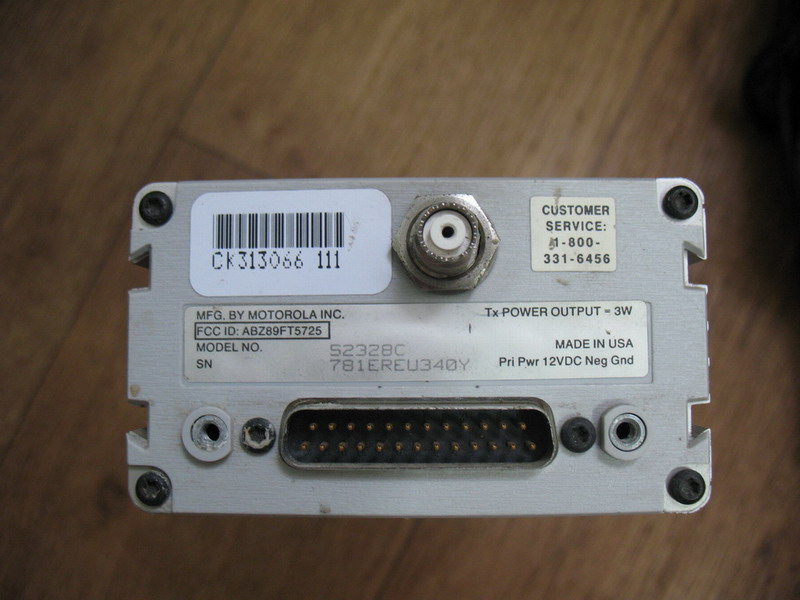 CK313066 111
CUSTOMER
SERVICE:
1-800-
331-6456
MFG. BY MOTOROLA INC.
Tx POWER OUTPUT = 3W
FCC ID: ABZ89FT5725
MODEL NO. S232BC
MADE IN USA
SN 781EREU340Y
Pri Pwr 12VDC Neg Gnd